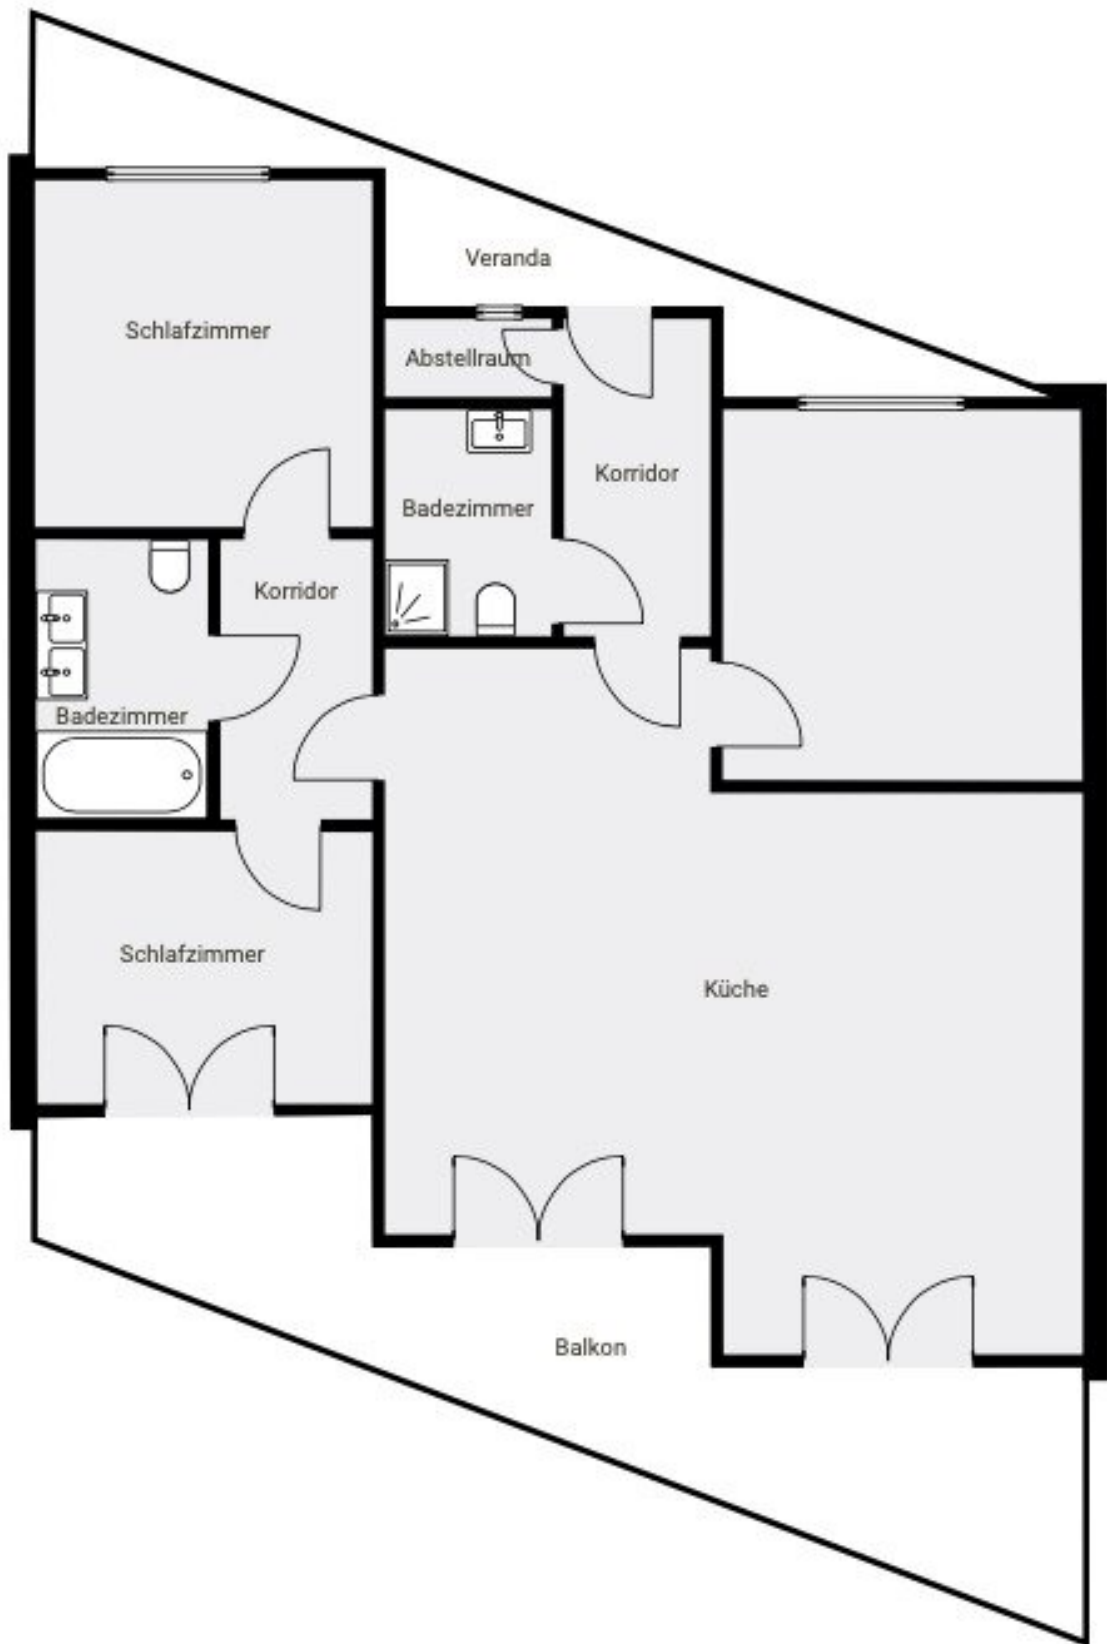 Veranda
Schlafzimmer
Abstellraum
Korridor
Badezimmer
Korridor
Badezimmer
Schlafzimmer
Küche
Balkon